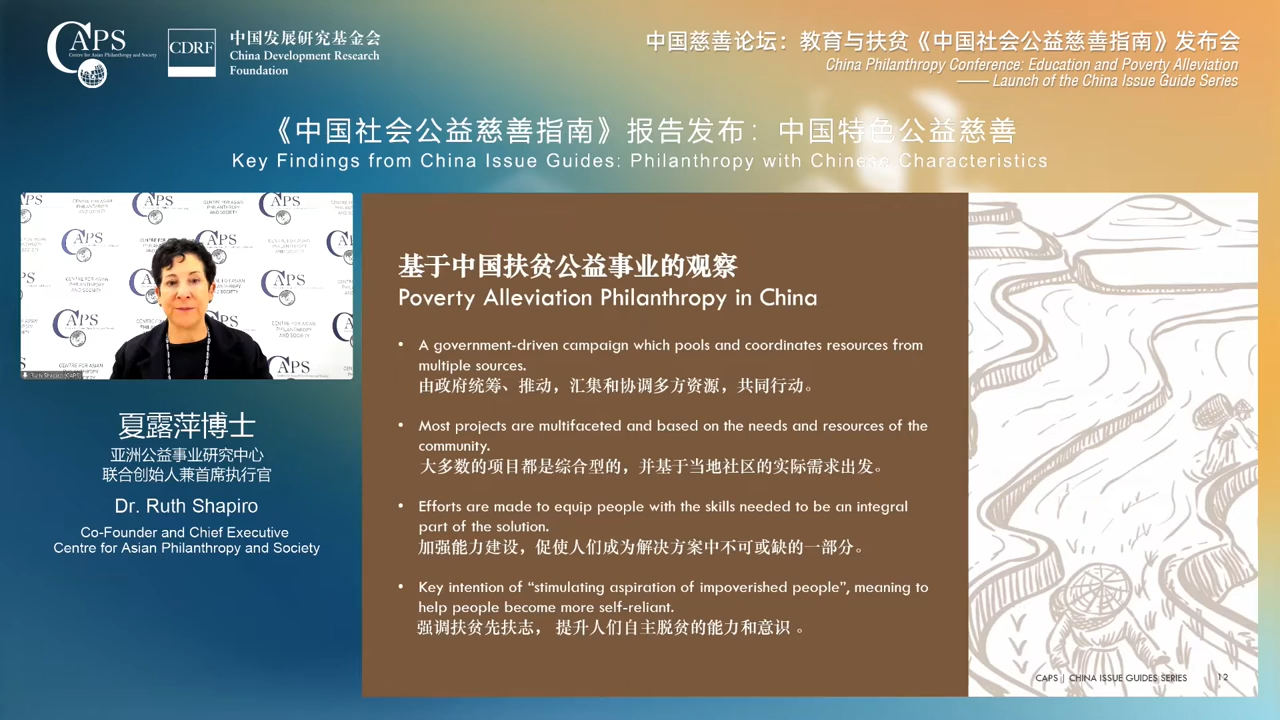 CAPS
Centre for Asian Philanthropy and Society
CDRF
中国发展研究基金会
China Development Research
Foundation
中国慈善论坛：教育与扶贫《中国社会公益慈善指南》发布会
China Philanthropy Conference: Education and Poverty Alleviation
—— Launch of the China Issue Guide Series
《中国社会公益慈善指南》报告发布：中国特色公益慈善
Key Findings from China Issue Guides: Philanthropy with Chinese Characteristics
Ruth Shapiro (CAPS)
夏露萍博士
亚洲公益事业研究中心
联合创始人兼首席执行官
Dr. Ruth Shapiro
Co-Founder and Chief Executive
Centre for Asian Philanthropy and Society
基于中国扶贫公益事业的观察
Poverty Alleviation Philanthropy in China
• A government-driven campaign which pools and coordinates resources from
multiple sources.
由政府统筹、推动，汇集和协调多方资源，共同行动。
• Most projects are multifaceted and based on the needs and resources of the
community.
大多数的项目都是综合型的，并基于当地社区的实际需求出发。
• Efforts are made to equip people with the skills needed to be an integral
part of the solution.
加强能力建设，促使人们成为解决方案中不可或缺的一部分。
• Key intention of “stimulating aspiration of impoverished people”, meaning to
help people become more self-reliant.
强调扶贫先扶志， 提升人们自主脱贫的能力和意识 。
CAPS | CHINA ISSUE GUIDES SERIES 12